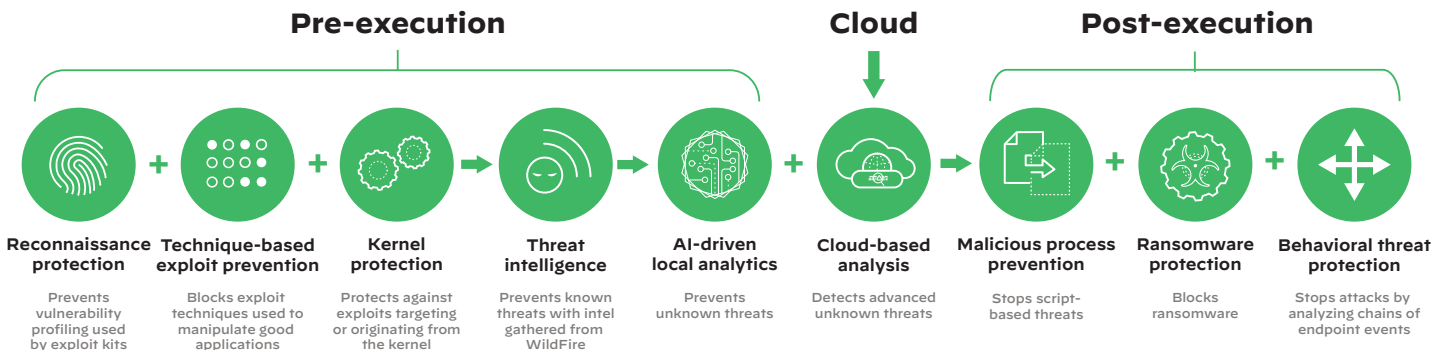 Pre-execution
Cloud
Post-execution
Reconnaissance
protection
Prevents
vulnerability
profiling used
by exploit kits
Technique-based
exploit prevention
Blocks exploit
techniques used to
manipulate good
applications
Kernel
protection
Protects against
exploits targeting
or originating from
the kernel
Threat
intelligence
Prevents known
threats with intel
gathered from
WildFire
AI-driven
local analytics
Prevents
unknown threats
Cloud-based
analysis
Detects advanced
unknown threats
Malicious process
prevention
Stops script-
based threats
Ransomware
protection
Blocks
ransomware
Behavioral threat
protection
Stops attacks by
analyzing chains of
endpoint events